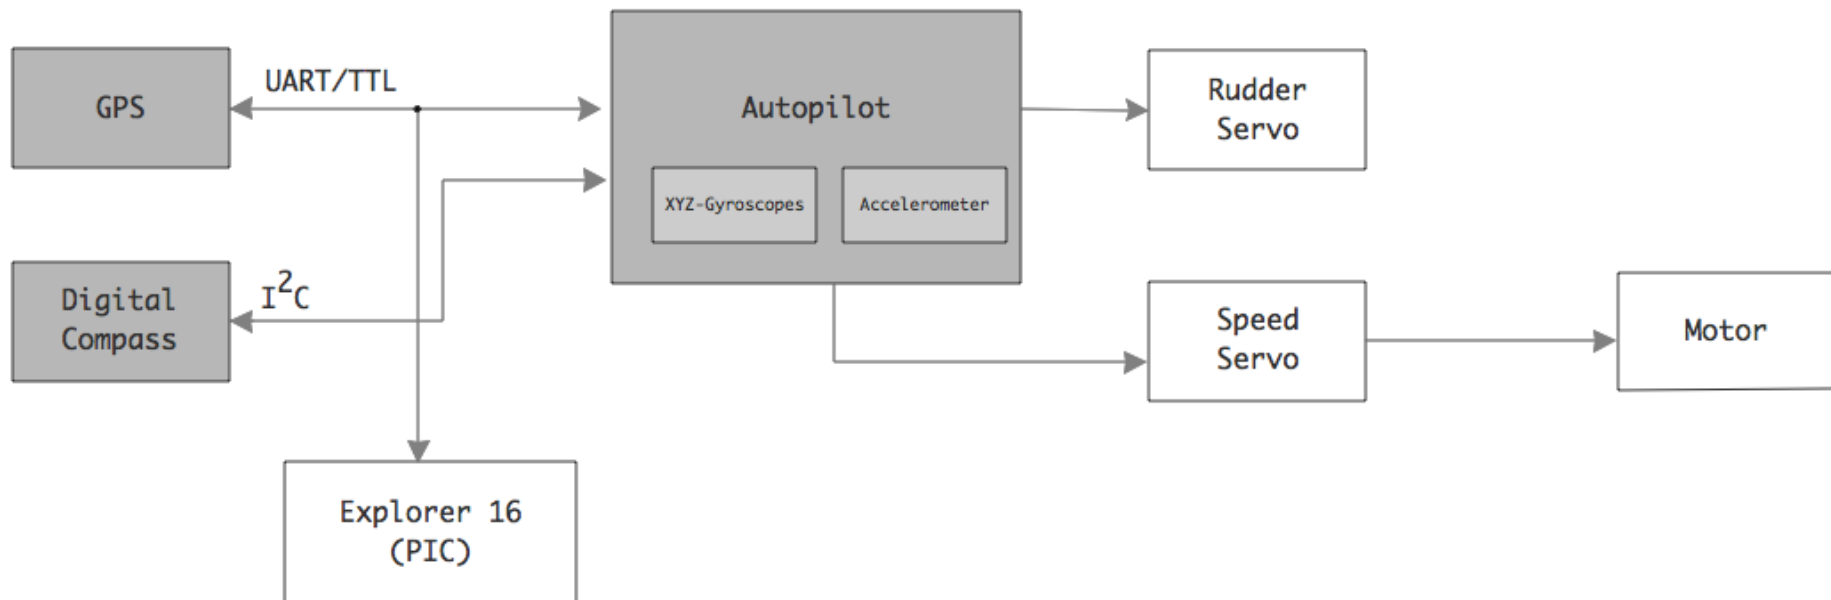 GPS
UART/TTL
Autopilot
XYZ-Gyroscopes
Accelerometer
Rudder
Servo
Digital
Compass
I²C
Speed
Servo
Motor
Explorer 16
(PIC)